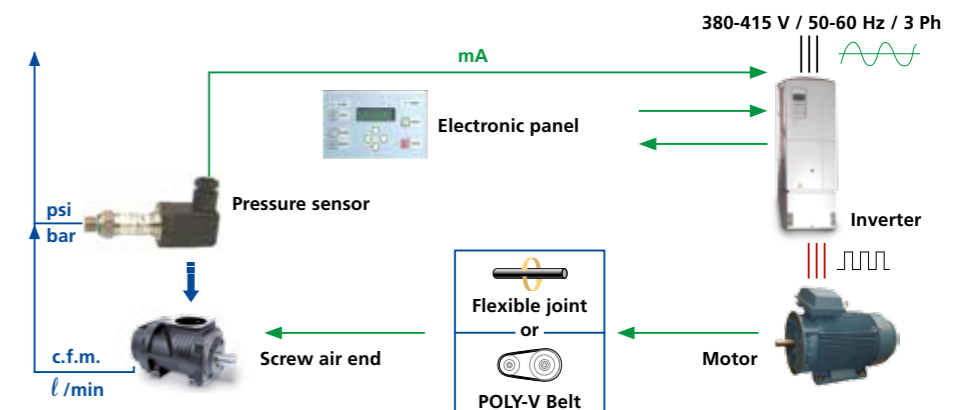 380-415 V / 50-60 Hz / 3 Ph
mA
Electronic panel
Pressure sensor
psi
bar
Inverter
Flexible joint
or
POLY-V Belt
Motor
Screw air end
c.f.m.
ℓ /min